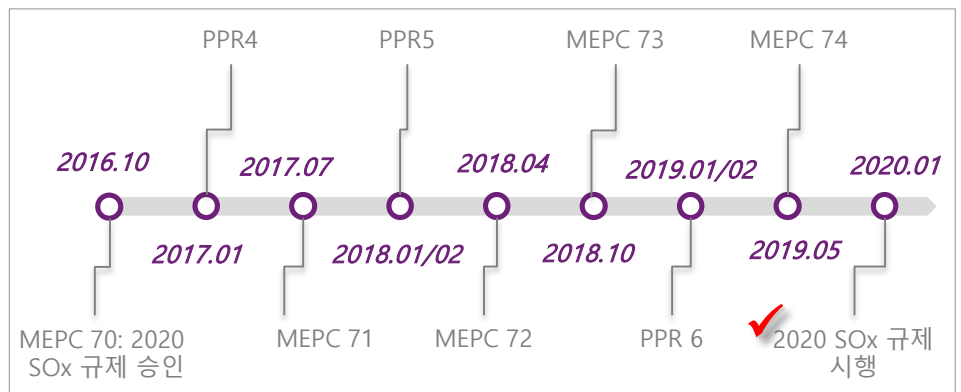 PPR4
PPR5
MEPC 73
MEPC 74
2016.10
2017.07
2018.04
2019.01/02
2020.01
2017.01
2018.01/02
2018.10
2019.05
MEPC 70: 2020
SOx 규제 승인
MEPC 71
MEPC 72
PPR 6
2020 SOx 규제
시행